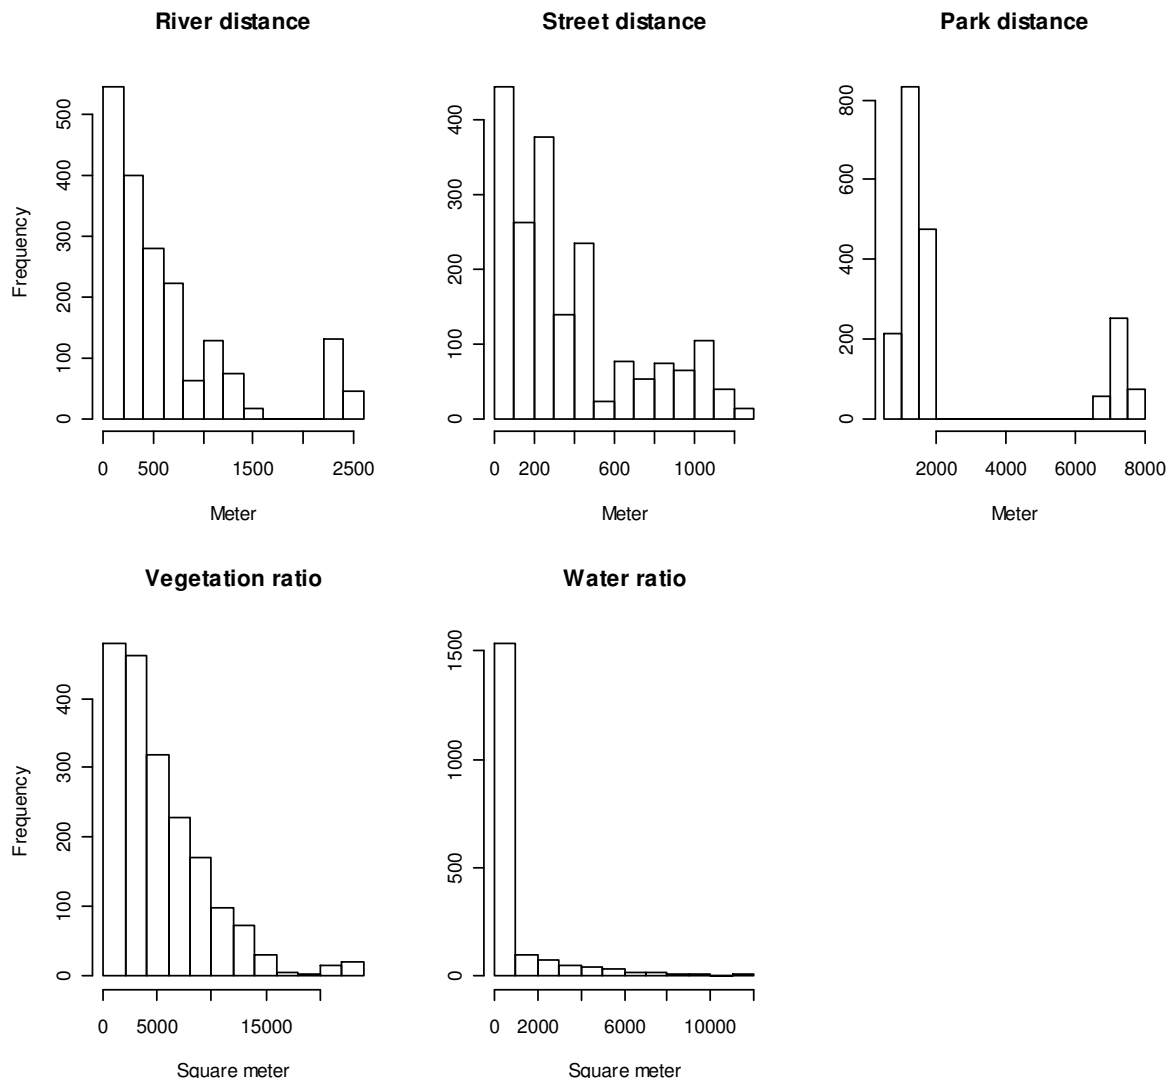 River distance
Street distance
Park distance
Frequency
0 100 200 300 400 500
0 500 1500 2500
Meter
0 100 200 300 400
0 200 600 1000
Meter
0 200 400 600 800
2000 4000 6000 8000
Meter
Vegetation ratio
Water ratio
Frequency
0 100 200 300 400
0 5000 15000
Square meter
0 500 1000 1500
0 2000 6000 10000
Square meter